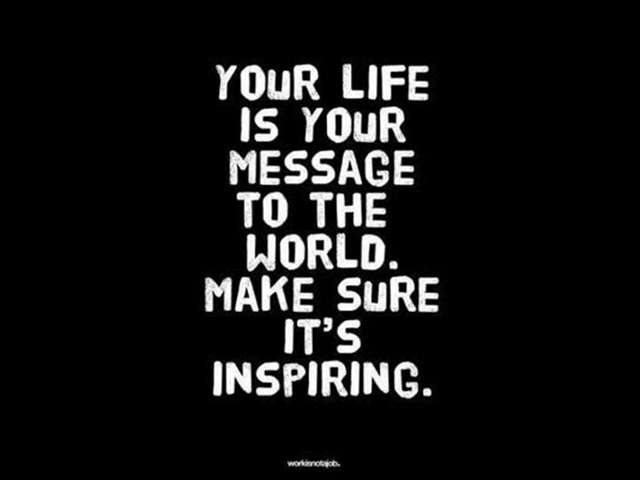 YOUR LIFE
IS YOUR
MESSAGE
TO THE
WORLD.
MAKE SURE
IT'S
INSPIRING.
workisnotajob.